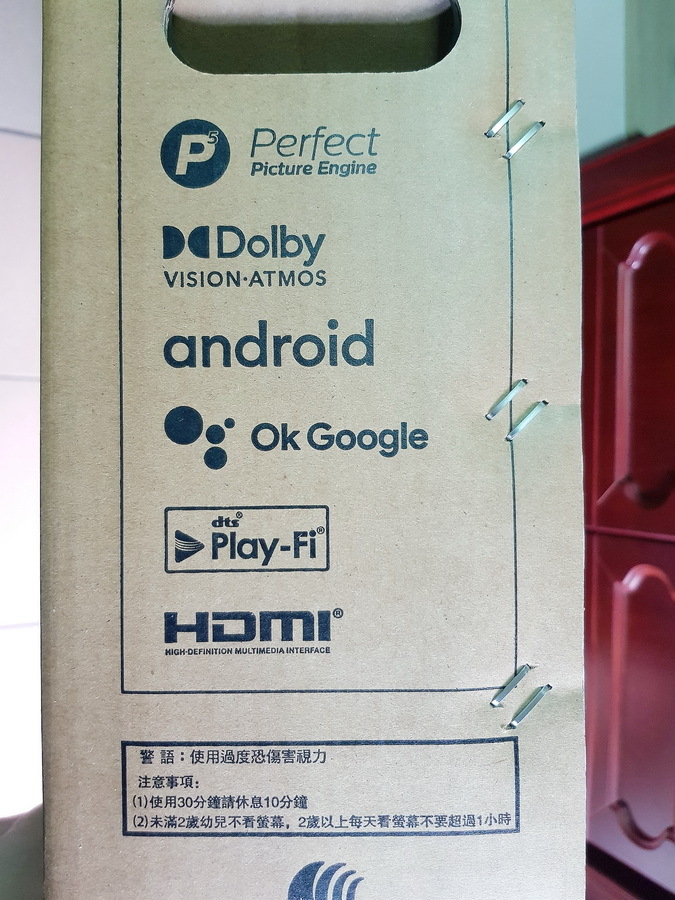 P5 Perfect
Picture Engine
Dolby
VISION·ATMOS
android
Ok Google
dts®
Play-Fi®
HDMI®
HIGH-DEFINITION MULTIMEDIA INTERFACE
警 語：使用過度恐傷害視力
注意事項：
(1)使用30分鐘請休息10分鐘
(2)未滿2歲幼兒不看螢幕，2歲以上每天看螢幕不要超過1小時